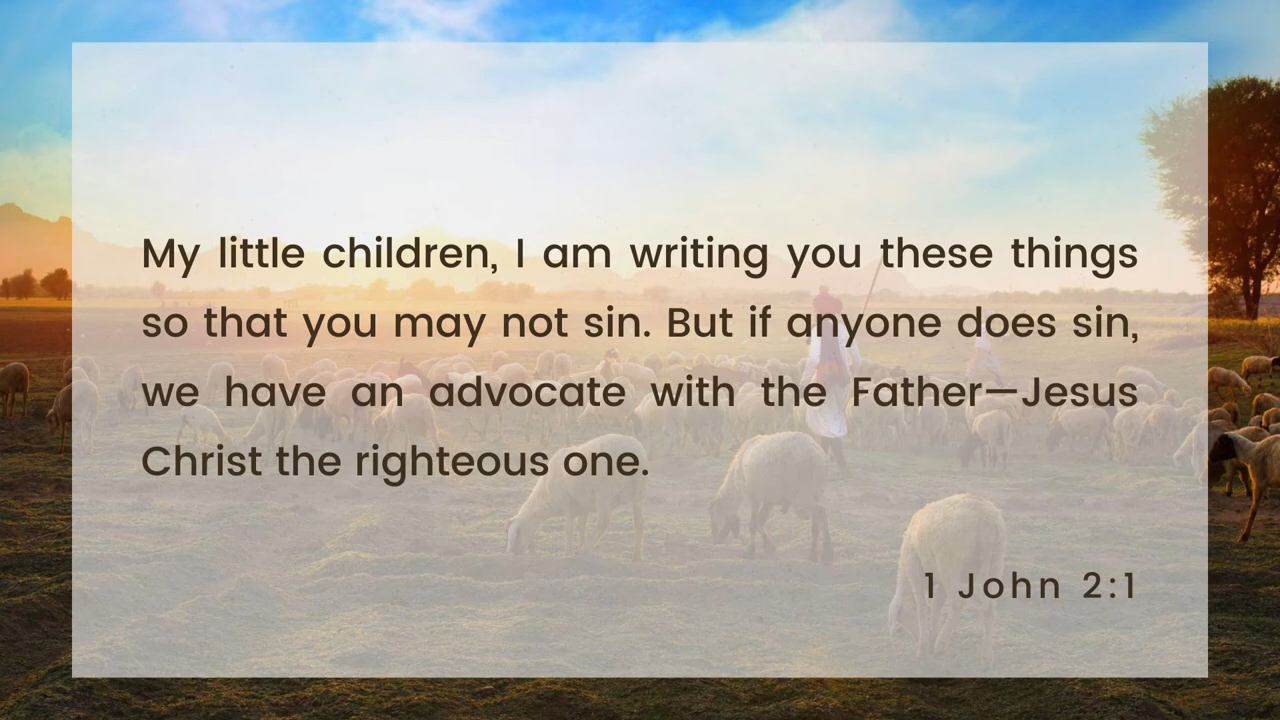 My little children, I am writing you these things
so that you may not sin. But if anyone does sin,
we have an advocate with the Father—Jesus
Christ the righteous one.
1 John 2:1